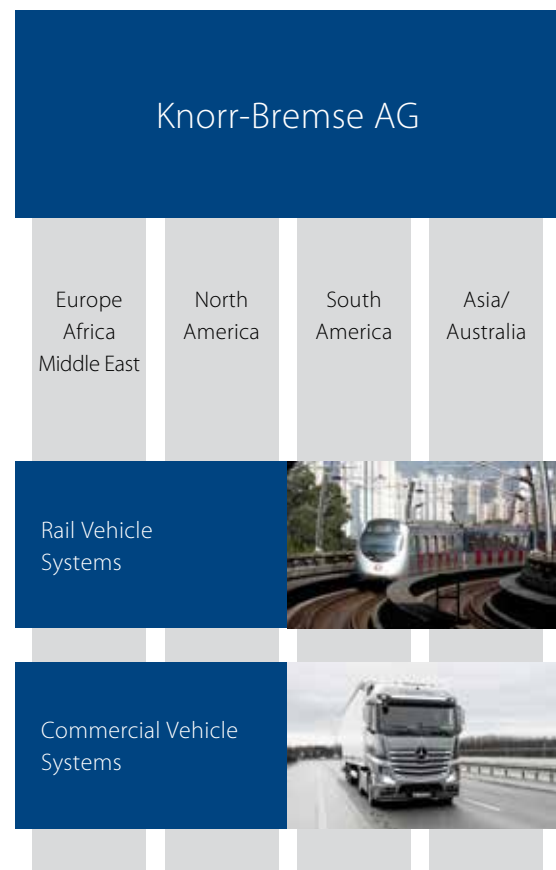 Knorr-Bremse AG
Europe
Africa
Middle East
North
America
South
America
Asia/
Australia
Rail Vehicle
Systems
Commercial Vehicle
Systems